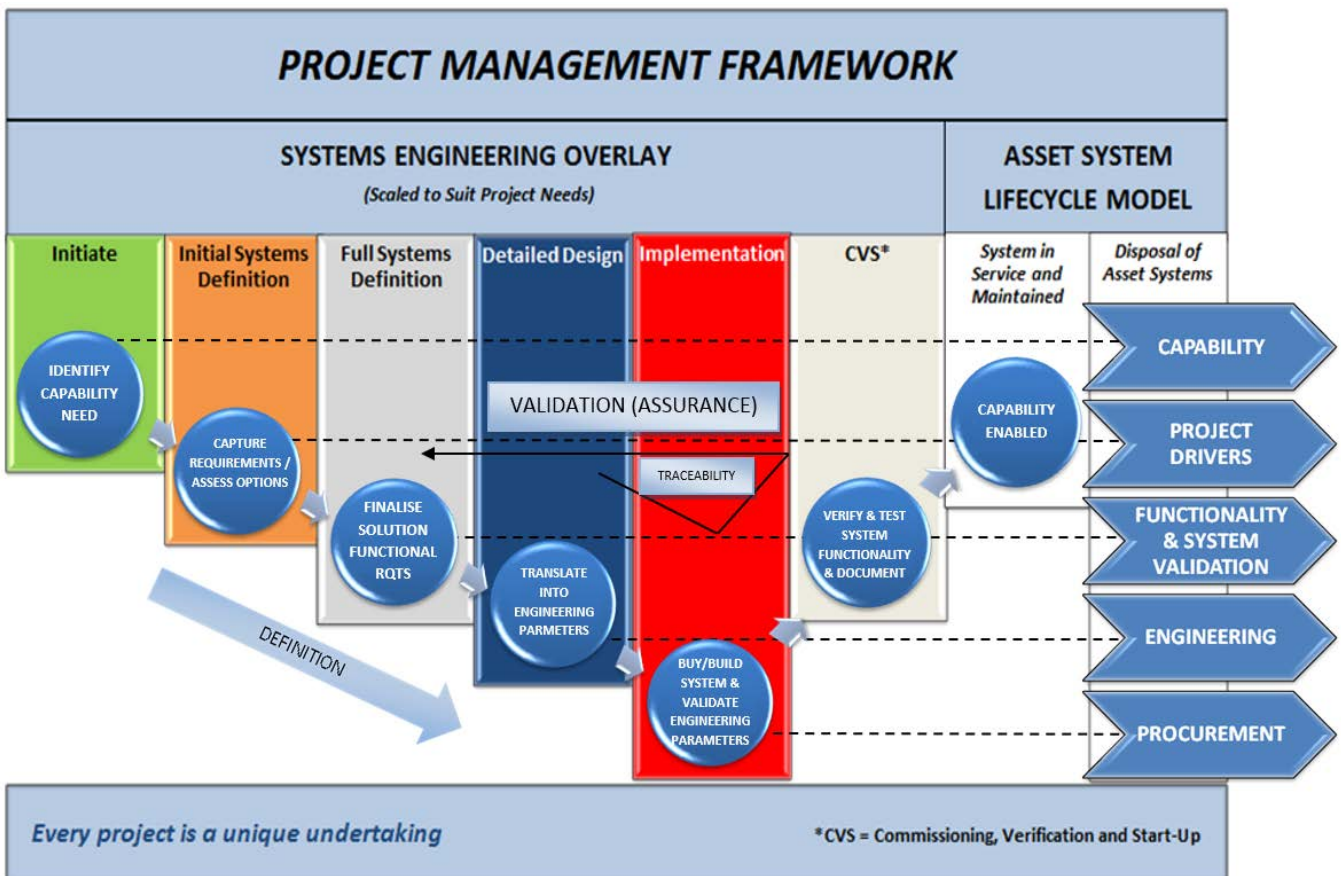 PROJECT MANAGEMENT FRAMEWORK
SYSTEMS ENGINEERING OVERLAY
(Scaled to Suit Project Needs)
ASSET SYSTEM
LIFECYCLE MODEL
Initiate
Initial Systems
Definition
Full Systems
Definition
Detailed Design
Implementation
CVS*
System in
Service and
Maintained
Disposal of
Asset Systems
IDENTIFY
CAPABILITY
NEED
CAPTURE
REQUIREMENTS /
ASSESS OPTIONS
FINALISE
SOLUTION
FUNCTIONAL
RQTS
TRANSLATE
INTO
ENGINEERING
PARMETERS
BUY/BUILD
SYSTEM &
VALIDATE
ENGINEERING
PARAMETERS
VERIFY & TEST
SYSTEM
FUNCTIONALITY
& DOCUMENT
CAPABILITY
ENABLED
VALIDATION (ASSURANCE)
TRACEABILITY
DEFINITION
CAPABILITY
PROJECT
DRIVERS
FUNCTIONALITY
& SYSTEM
VALIDATION
ENGINEERING
PROCUREMENT
Every project is a unique undertaking
*CVS = Commissioning, Verification and Start-Up